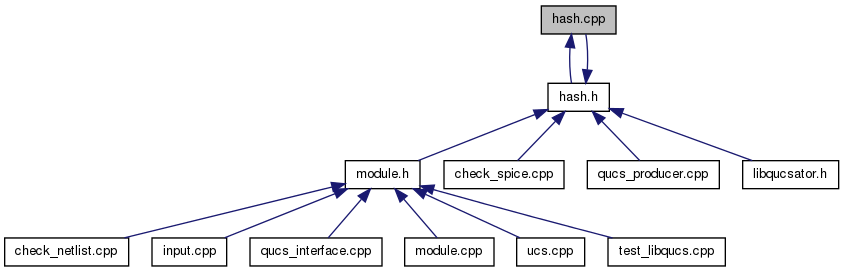 hash.cpp
hash.h
module.h
check_spice.cpp
qucs_producer.cpp
libqucsator.h
check_netlist.cpp
input.cpp
qucs_interface.cpp
module.cpp
ucs.cpp
test_libqucs.cpp